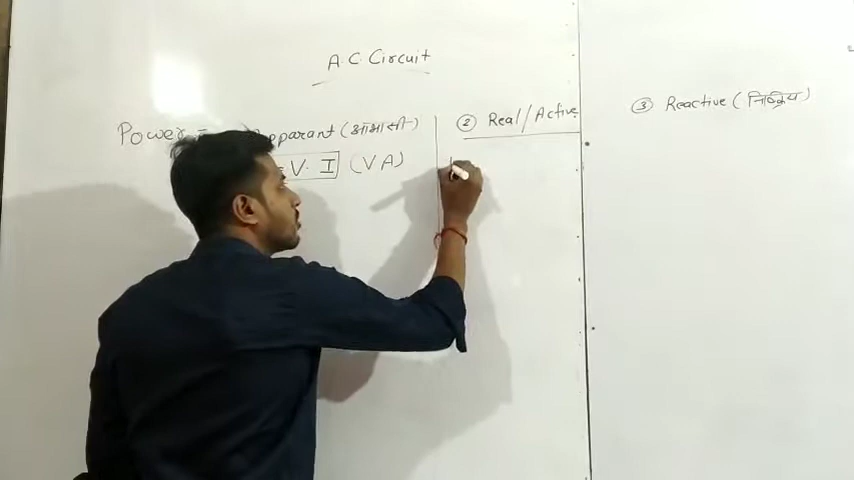 A.C. Circuit
Power = Apparant (आभासी)
= V. I (VA)
② Real/Active
③ Reactive (निष्क्रिय)